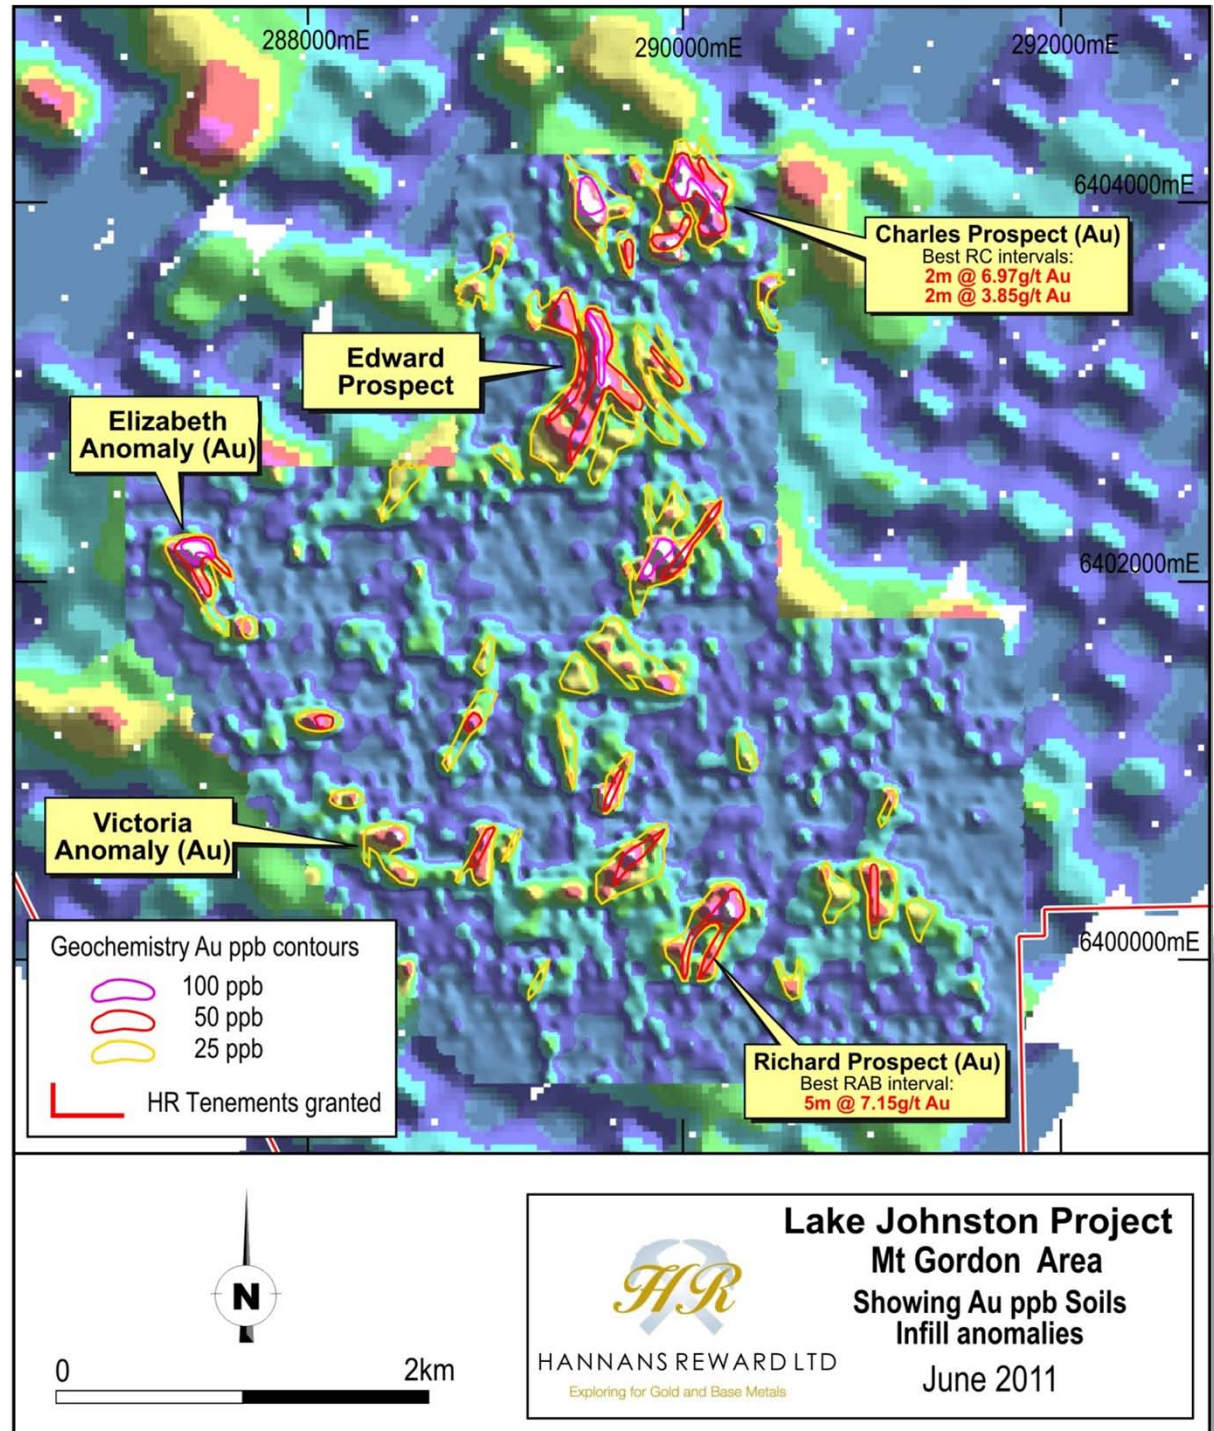 288000mE
290000mE
292000mE
6404000mE
Charles Prospect (Au)
Best RC intervals:
2m @ 6.97g/t Au
2m @ 3.85g/t Au
Edward
Prospect
Elizabeth
Anomaly (Au)
6402000mE
Victoria
Anomaly (Au)
6400000mE
Geochemistry Au ppb contours
100 ppb
50 ppb
25 ppb
HR Tenements granted
Richard Prospect (Au)
Best RAB interval:
5m @ 7.15g/t Au
N
0
2km
HR
HANNANS REWARD LTD
Exploring for Gold and Base Metals
Lake Johnston Project
Mt Gordon Area
Showing Au ppb Soils
Infill anomalies
June 2011